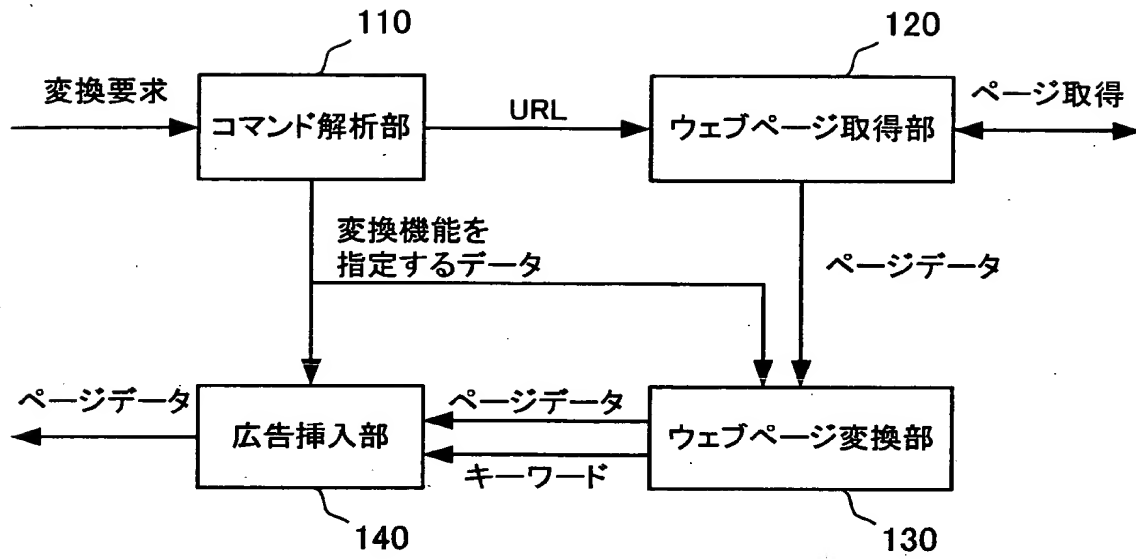 110
120
変換要求
コマンド解析部
URL
ウェブページ取得部
ページ取得
変換機能を
指定するデータ
ページデータ
ページデータ
広告挿入部
ページデータ
キーワード
ウェブページ変換部
140
130